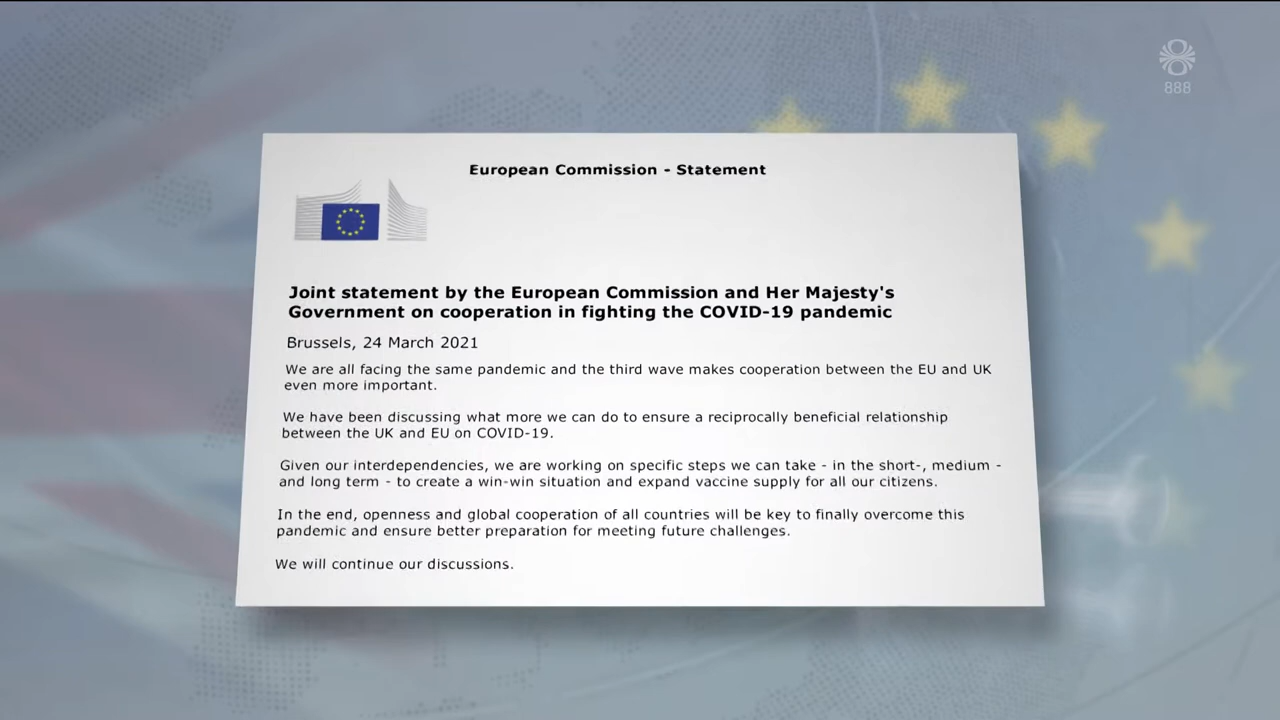 888
European Commission - Statement
Joint statement by the European Commission and Her Majesty's
Government on cooperation in fighting the COVID-19 pandemic
Brussels, 24 March 2021
We are all facing the same pandemic and the third wave makes cooperation between the EU and UK
even more important.
We have been discussing what more we can do to ensure a reciprocally beneficial relationship
between the UK and EU on COVID-19.
Given our interdependencies, we are working on specific steps we can take - in the short-, medium -
and long term - to create a win-win situation and expand vaccine supply for all our citizens.
In the end, openness and global cooperation of all countries will be key to finally overcome this
pandemic and ensure better preparation for meeting future challenges.
We will continue our discussions.